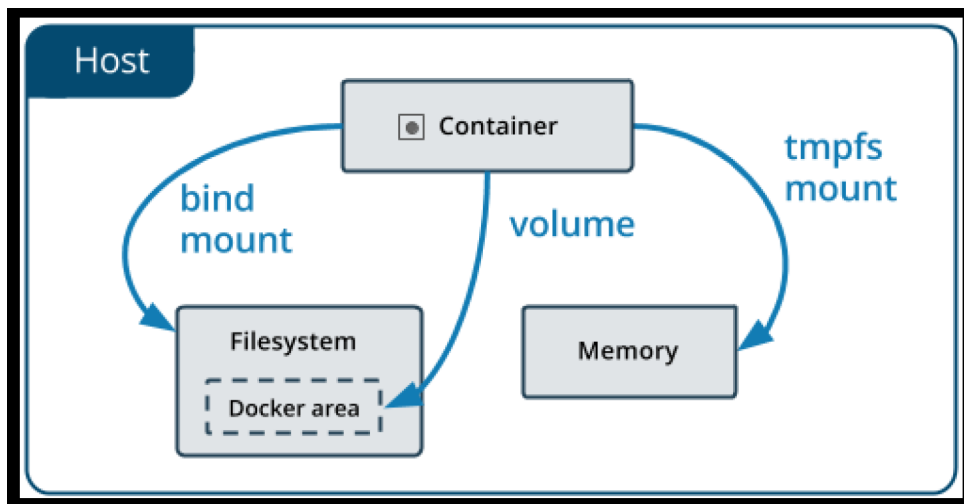 Host
Container
bind
mount
volume
tmpfs
mount
Filesystem
Docker area
Memory